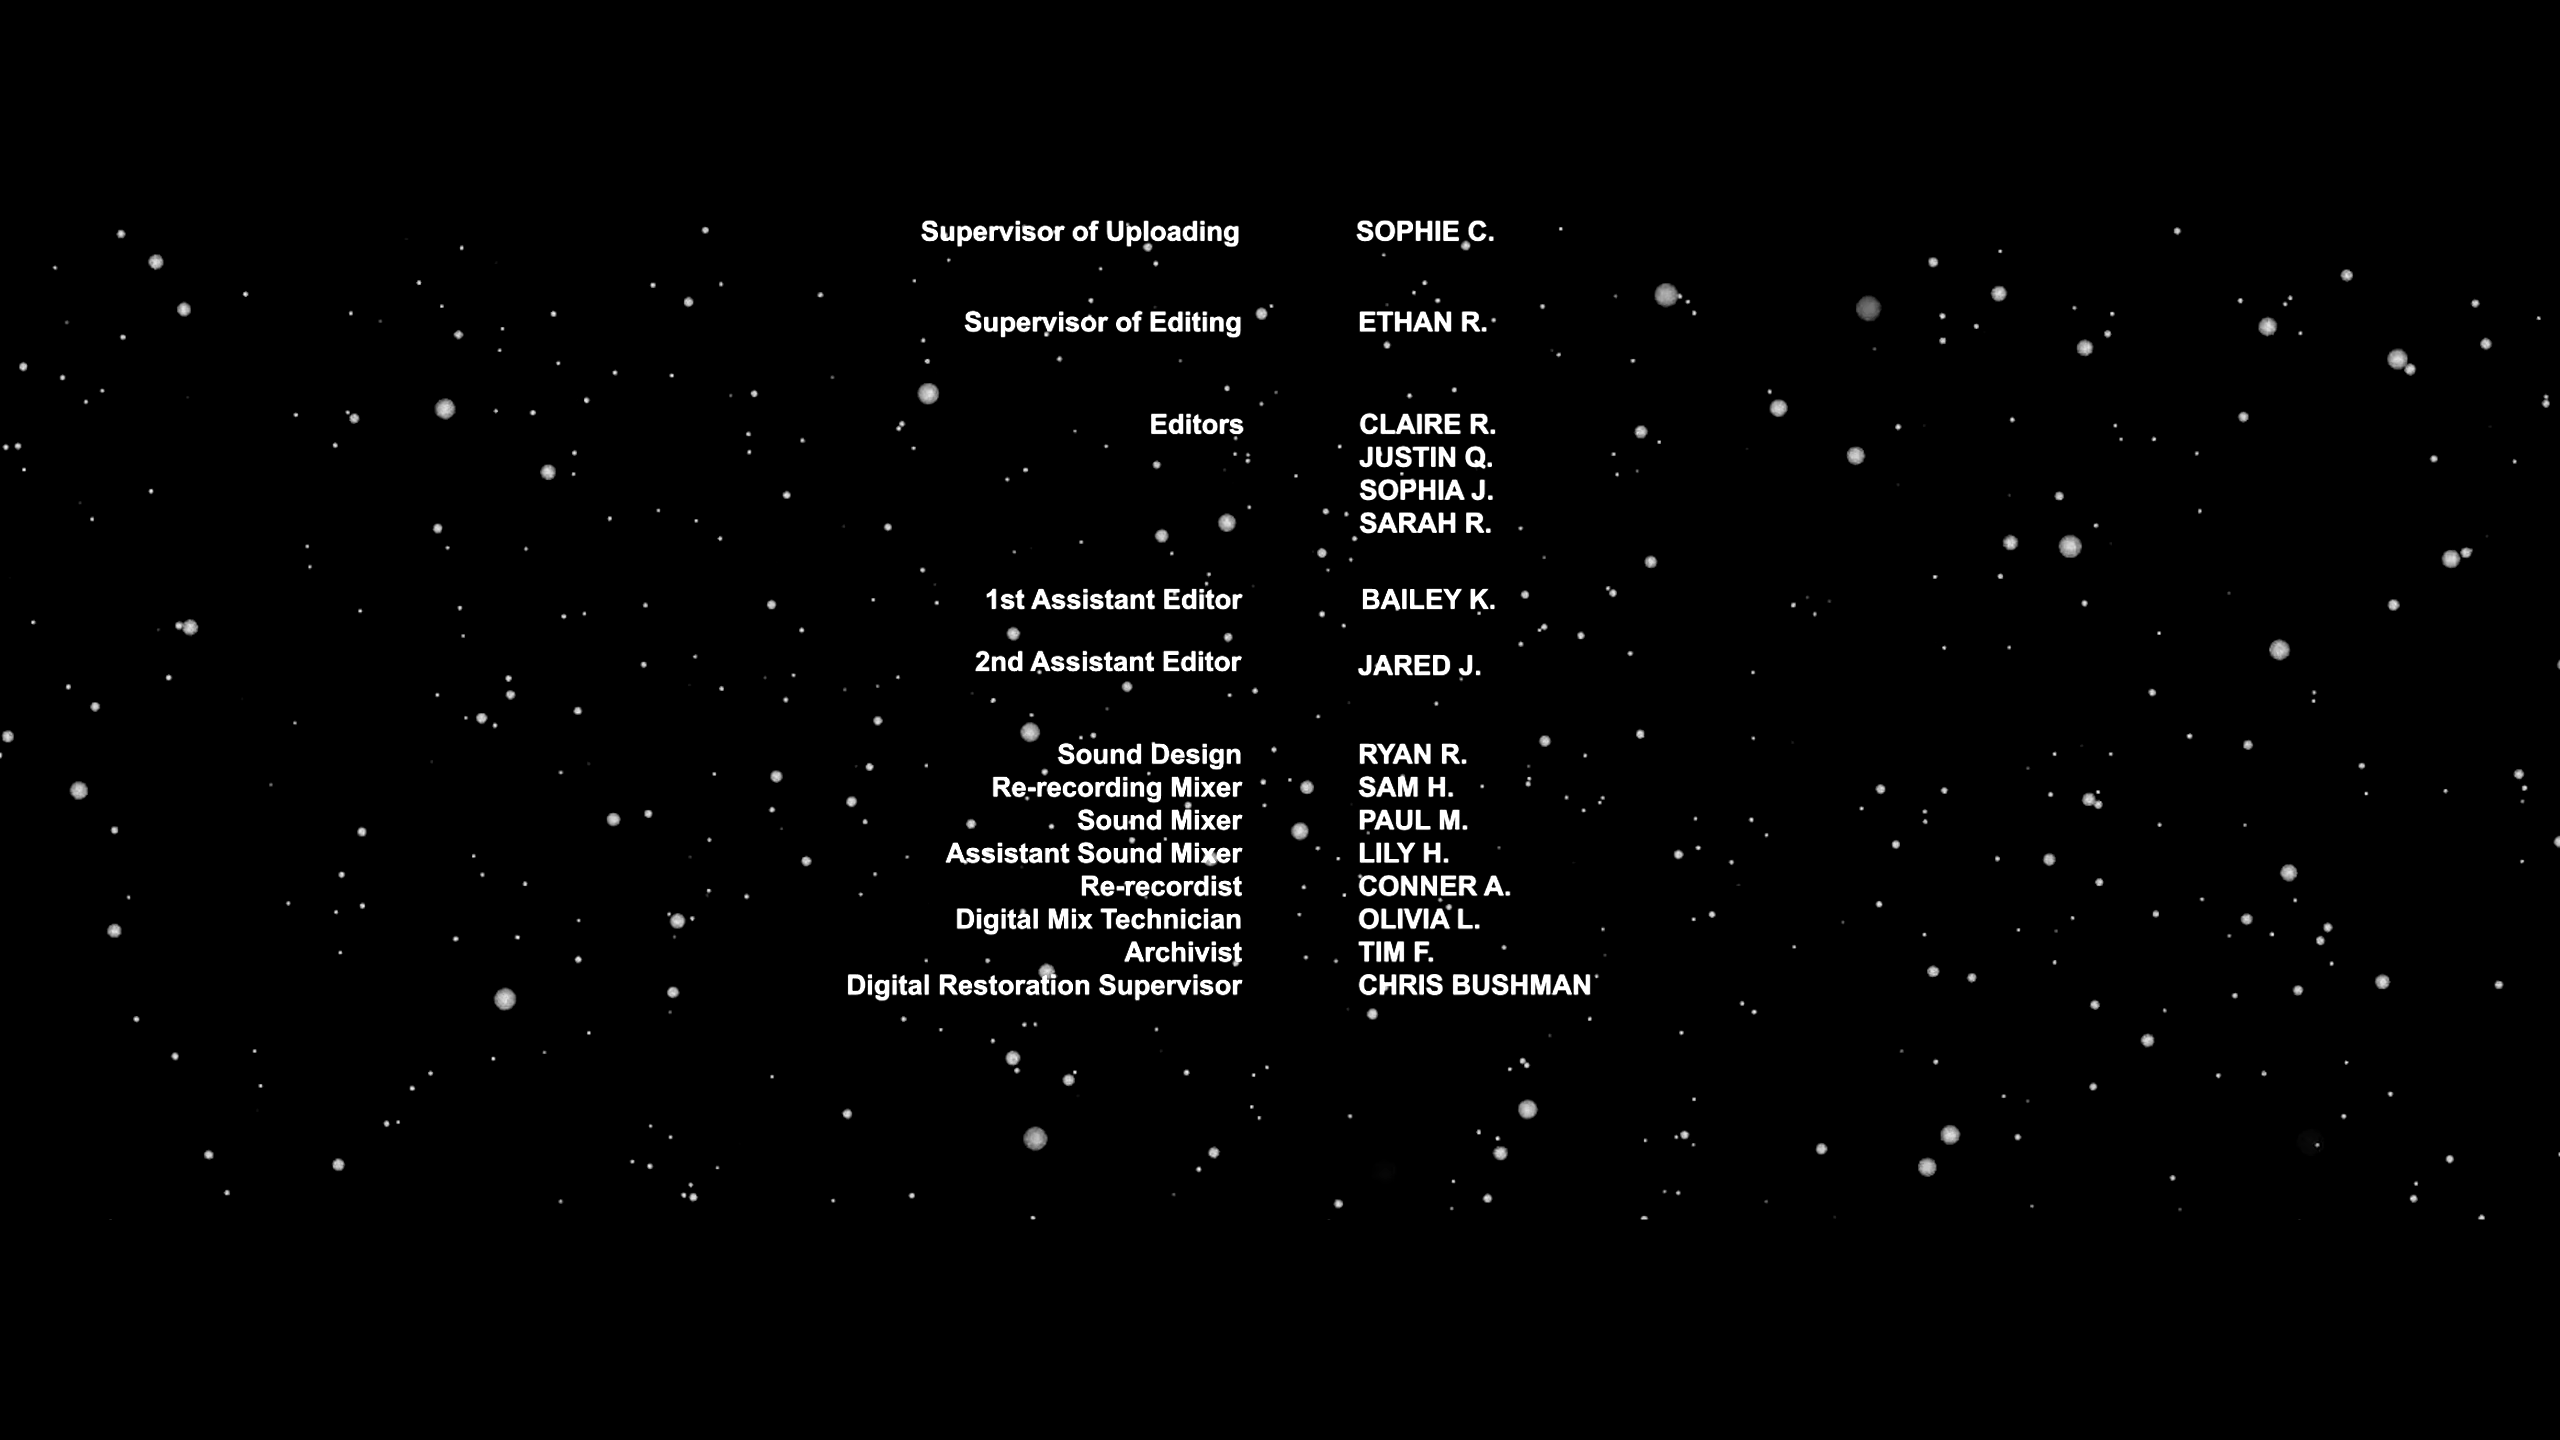 Supervisor of Uploading SOPHIE C.
Supervisor of Editing ETHAN R.
Editors CLAIRE R.
JUSTIN Q.
SOPHIA J.
SARAH R.
1st Assistant Editor BAILEY K.
2nd Assistant Editor JARED J.
Sound Design RYAN R.
Re-recording Mixer SAM H.
Sound Mixer PAUL M.
Assistant Sound Mixer LILY H.
Re-recordist CONNER A.
Digital Mix Technician OLIVIA L.
Archivist TIM F.
Digital Restoration Supervisor CHRIS BUSHMAN